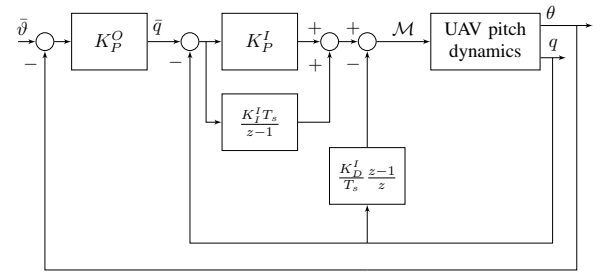 ϑ̄
−
K_P^O
q̄
−
K_P^I
+
+
+
−
ℳ
UAV pitch
dynamics
θ
q
K_I^I T_s / z−1
K_D^I / T_s z−1 / z